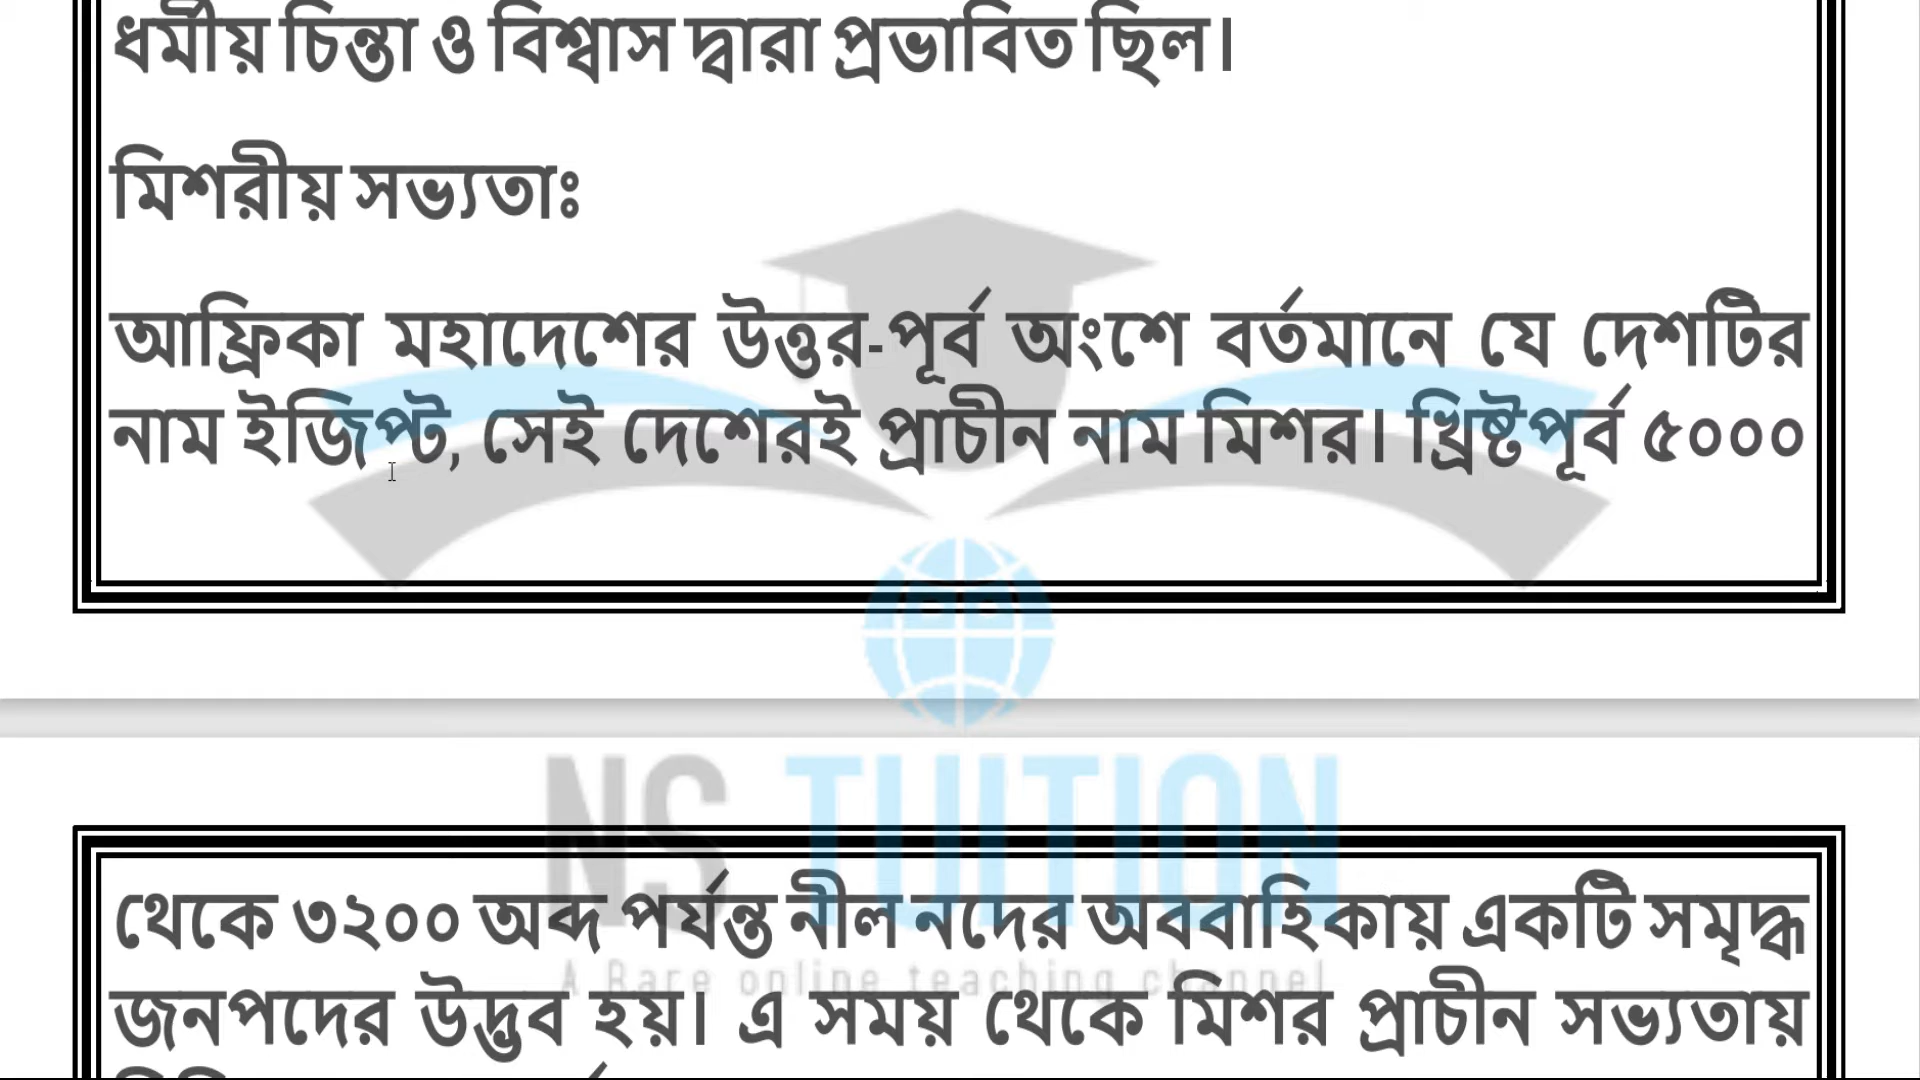 ধর্মীয় চিন্তা ও বিশ্বাস দ্বারা প্রভাবিত ছিল।
মিশরীয় সভ্যতাঃ
আফ্রিকা মহাদেশের উত্তর-পূর্ব অংশে বর্তমানে যে দেশটির
নাম ইজিপ্ট, সেই দেশেরই প্রাচীন নাম মিশর। খ্রিষ্টপূর্ব ৫০০০
NS TUITION
থেকে ৩২০০ অব্দ পর্যন্ত নীল নদের অববাহিকায় একটি সমৃদ্ধ
A Rare online teaching channel
জনপদের উদ্ভব হয়। এ সময় থেকে মিশর প্রাচীন সভ্যতায়